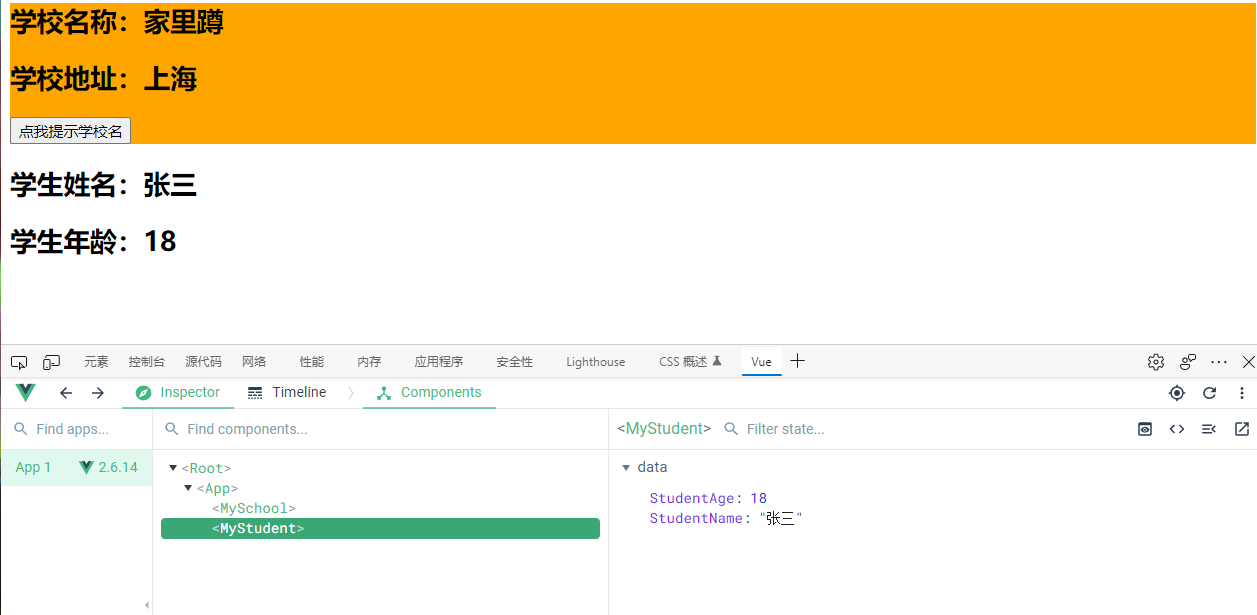 学校名称：家里蹲
学校地址：上海
点我提示学校名
学生姓名：张三
学生年龄：18
元素 控制台 源代码 网络 性能 内存 应用程序 安全性 Lighthouse CSS 概述 Vue
Inspector Timeline Components
Find apps... Find components... <MyStudent> Filter state...
App 1 2.6.14
<Root>
<App>
<MySchool>
<MyStudent>
data
StudentAge: 18
StudentName: "张三"